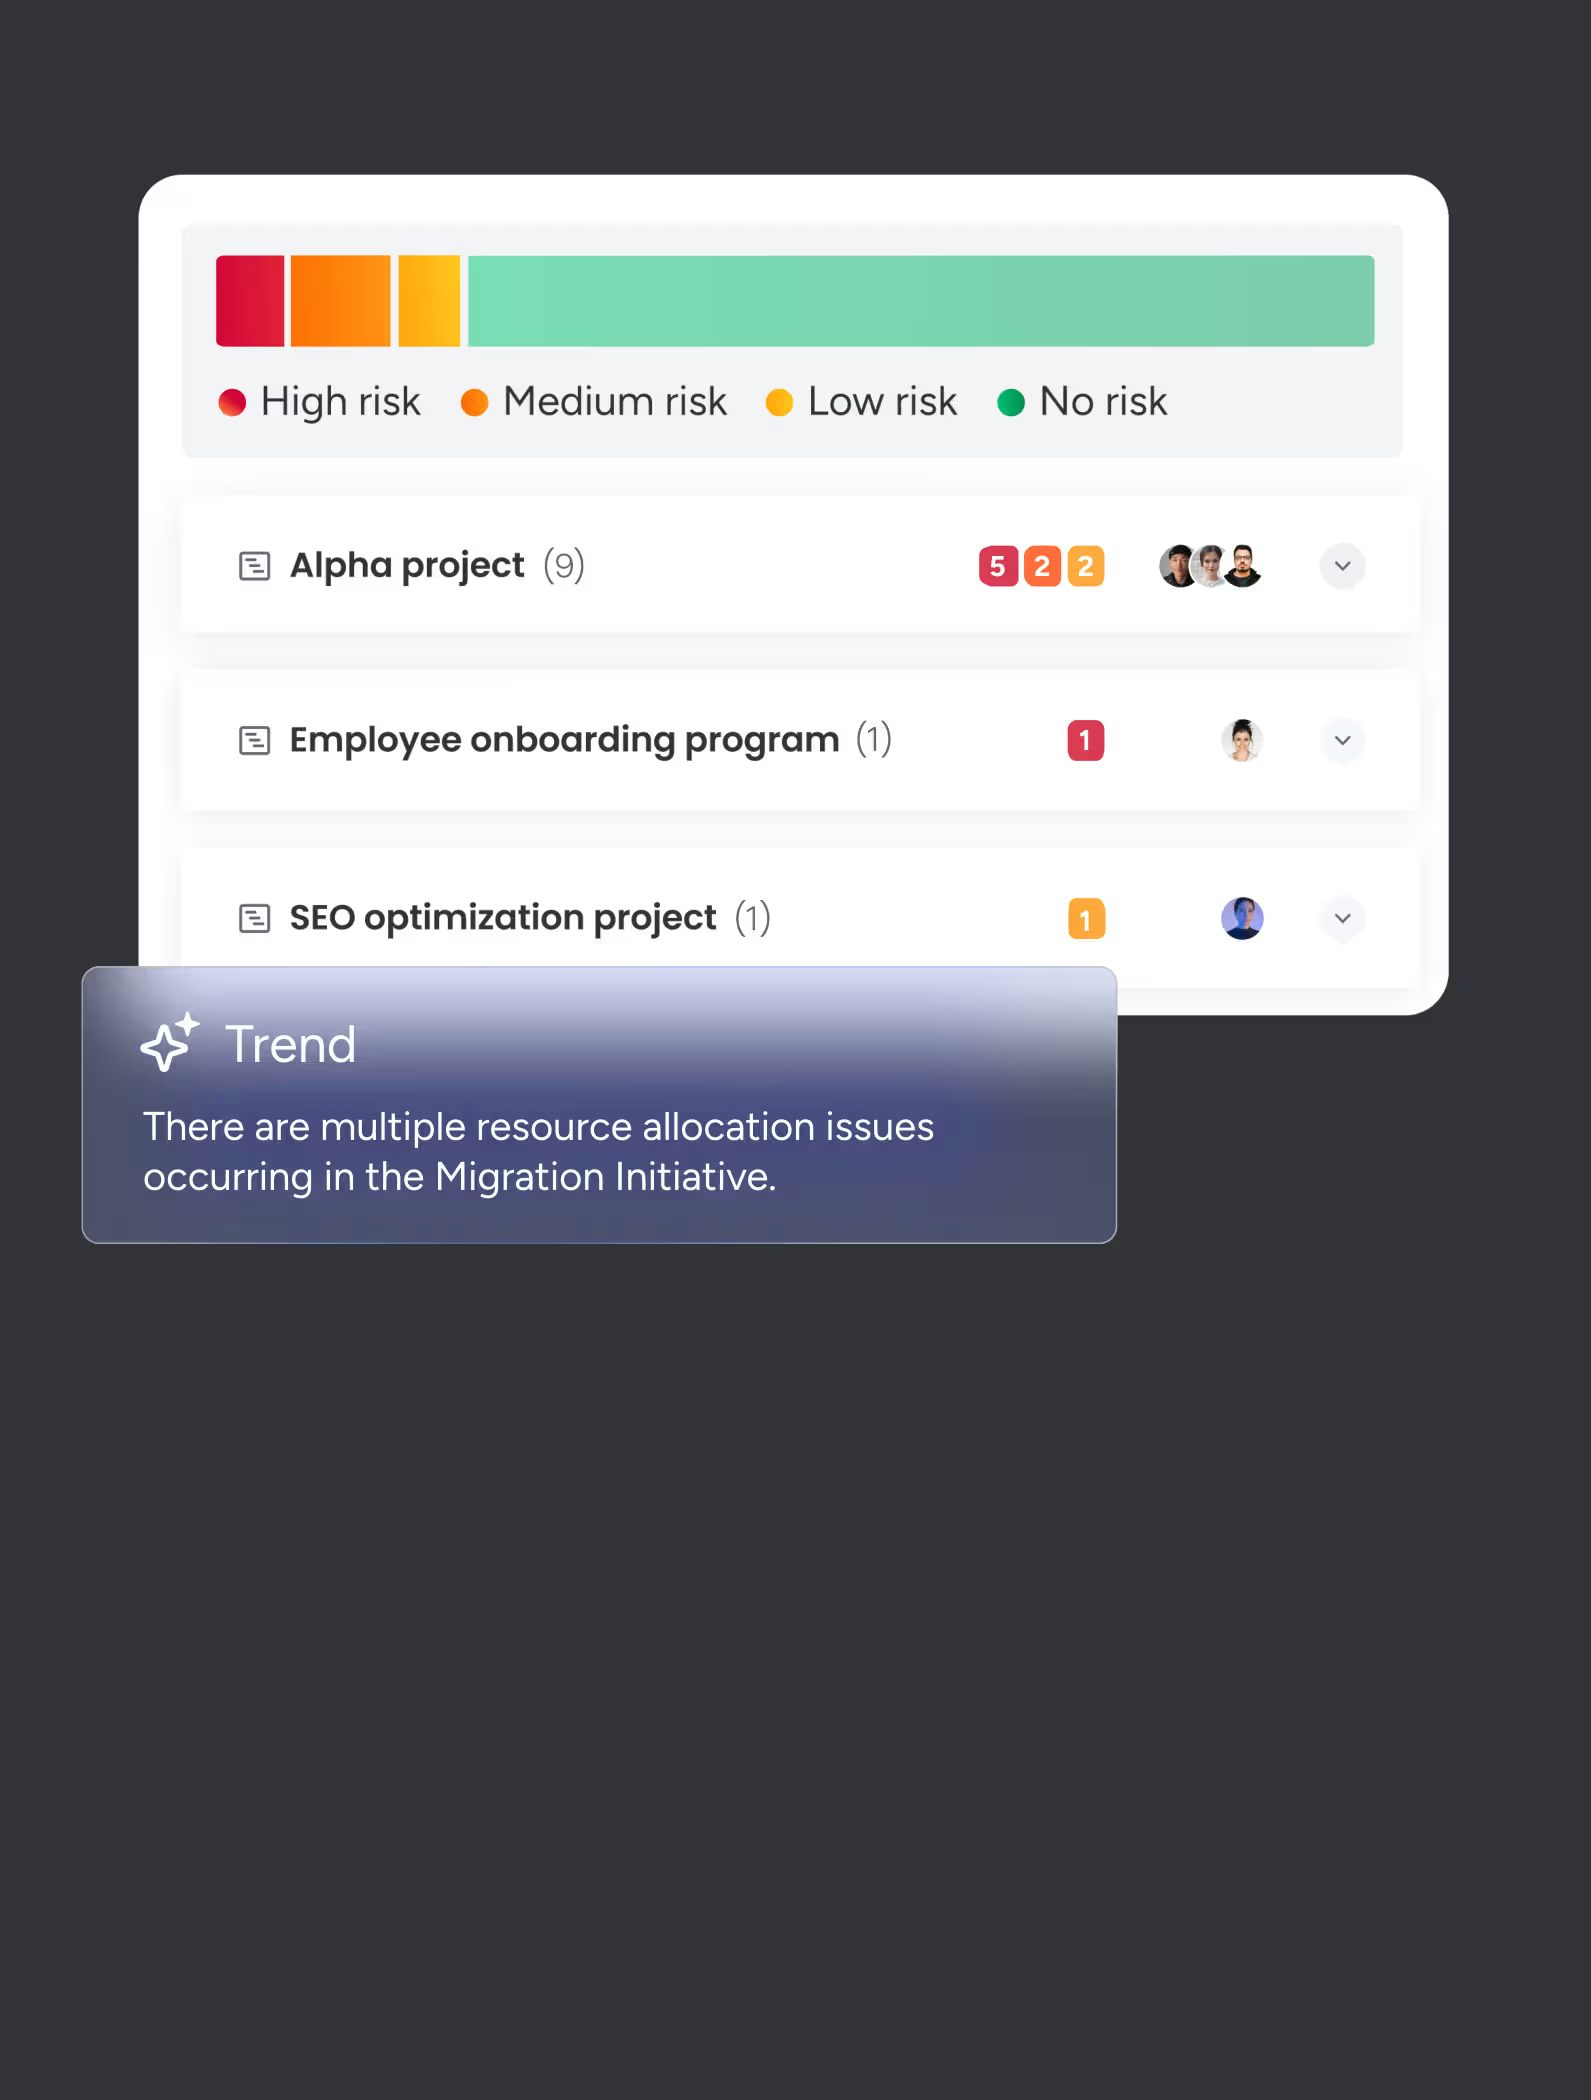 High risk Medium risk Low risk No risk
Alpha project (9) 5 2 2
Employee onboarding program (1) 1
SEO optimization project (1) 1
Trend
There are multiple resource allocation issues
occurring in the Migration Initiative.